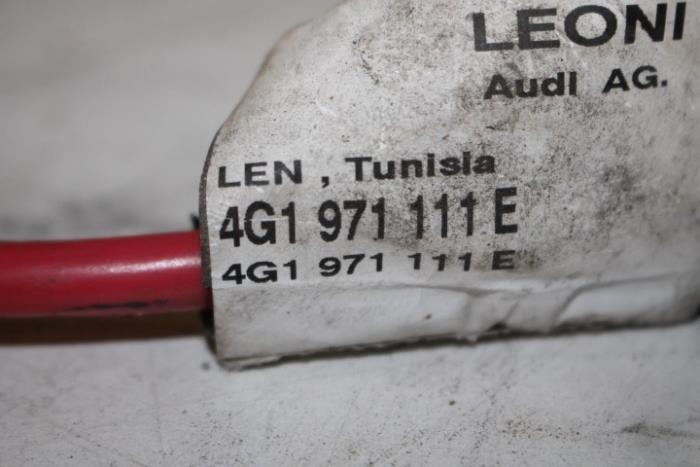 LEONI
Audi AG.
LEN , Tunisia
4G1 971 111 E
4G1 971 111 E